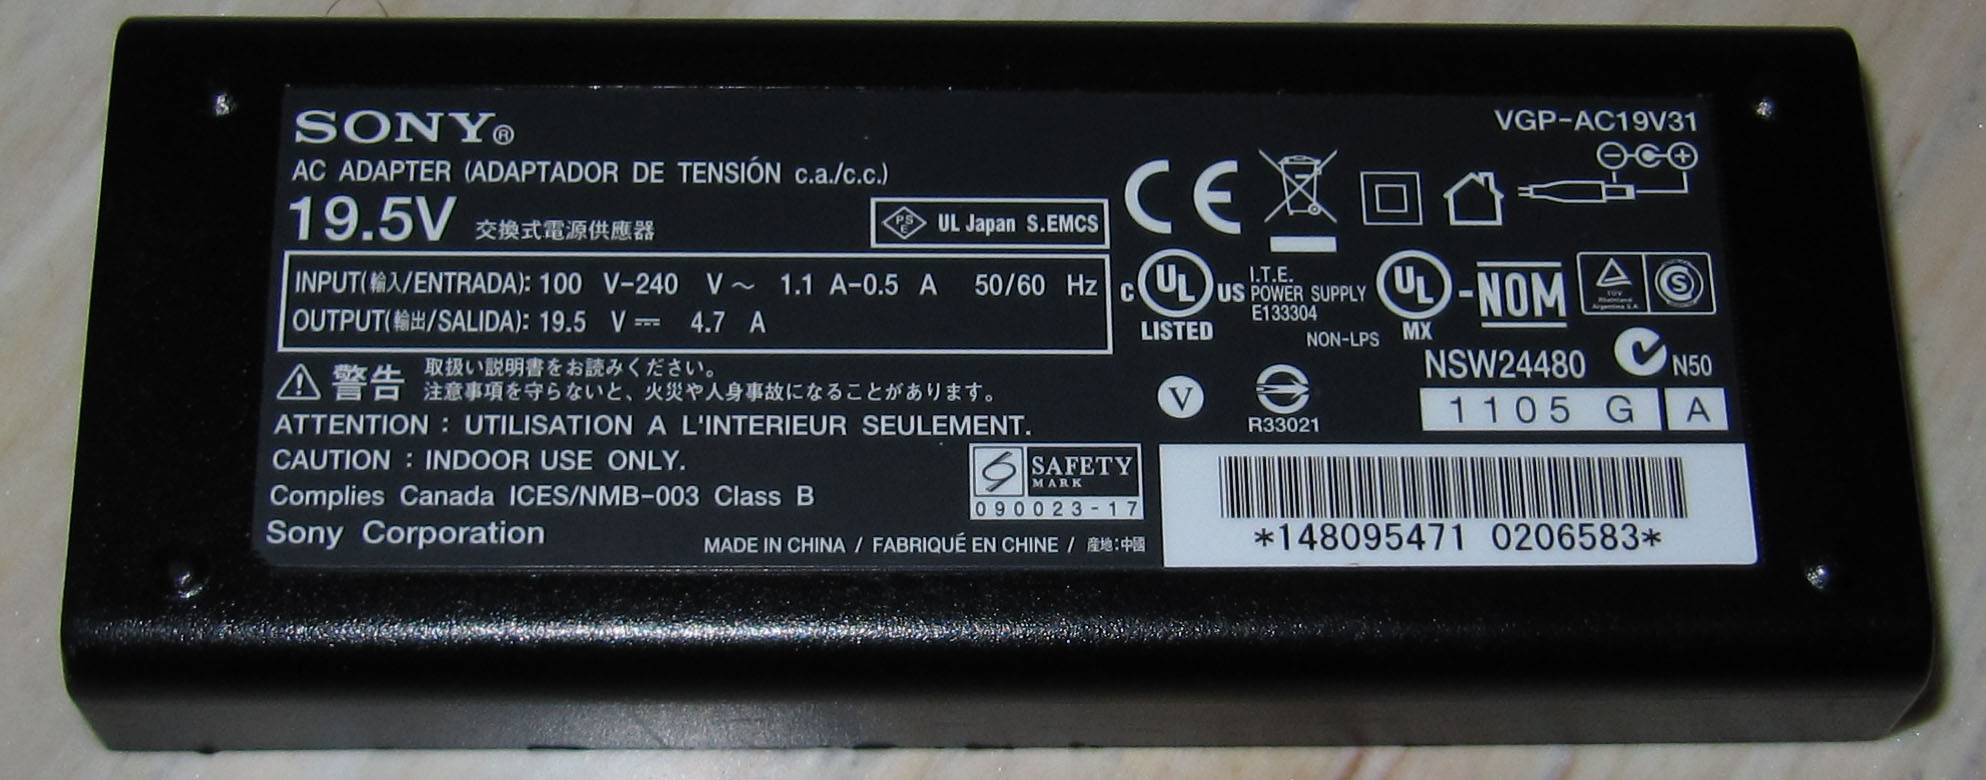 SONY®
VGP-AC19V31
AC ADAPTER (ADAPTADOR DE TENSIÓN c.a./c.c.)
19.5V 交換式電源供應器
PSE UL Japan S.EMCS
INPUT(輸入/ENTRADA): 100 V-240 V ~ 1.1 A-0.5 A 50/60 Hz
OUTPUT(輸出/SALIDA): 19.5 V⎓ 4.7 A
CE
C UL US
LISTED
I.T.E.
POWER SUPPLY
E133304
NON-LPS
UL
MX
-NOM
TÜV
Rheinland
Argentina S.A.
S
NSW24480
N50
警告 取扱い説明書をお読みください。
注意事項を守らないと、火災や人身事故になることがあります。
V
R33021
1105 G A
ATTENTION : UTILISATION A L'INTERIEUR SEULEMENT.
CAUTION : INDOOR USE ONLY.
Complies Canada ICES/NMB-003 Class B
Sony Corporation
SAFETY
MARK
090023-17
MADE IN CHINA / FABRIQUÉ EN CHINE / 産地:中國
*148095471 0206583*